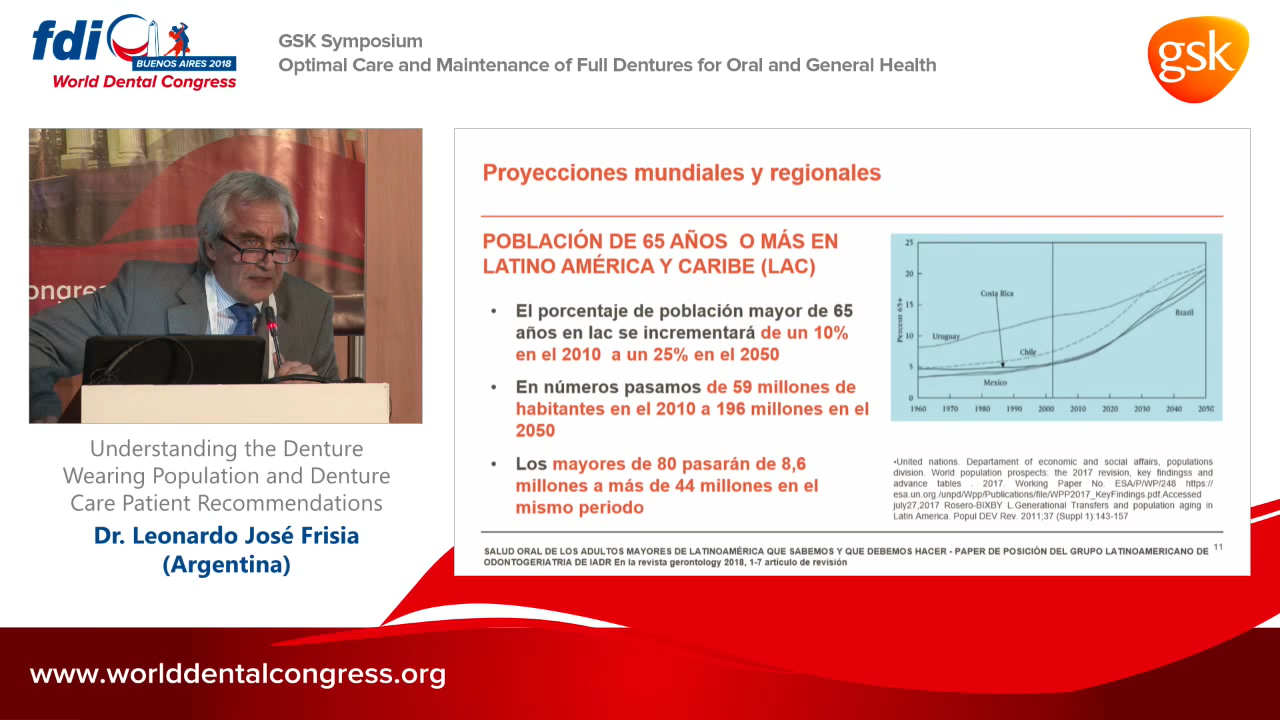 fdi
BUENOS AIRES 2018
World Dental Congress
GSK Symposium
Optimal Care and Maintenance of Full Dentures for Oral and General Health
gsk
ongre
Understanding the Denture
Wearing Population and Denture
Care Patient Recommendations
Dr. Leonardo José Frisia
(Argentina)
Proyecciones mundiales y regionales
POBLACIÓN DE 65 AÑOS O MÁS EN
LATINO AMÉRICA Y CARIBE (LAC)
• El porcentaje de población mayor de 65
años en lac se incrementará de un 10%
en el 2010 a un 25% en el 2050
• En números pasamos de 59 millones de
habitantes en el 2010 a 196 millones en el
2050
• Los mayores de 80 pasarán de 8,6
millones a más de 44 millones en el
mismo periodo
Percent 65+
25
20
15
10
5
0
Costa Rica
Uruguay
Chile
Mexico
Brazil
1960 1970 1980 1990 2000 2010 2020 2030 2040 2050
•United nations. Departament of economic and social affairs, populations
division. World population prospects: the 2017 revision, key findingss and
advance tables . 2017. Working Paper No. ESA/P/WP/248 https://
esa.un.org/unpd/Wpp/Publications/file/WPP2017_KeyFindings.pdf.Accessed
july27,2017 Rosero-BIXBY L.Generational Transfers and population aging in
Latin America. Popul DEV Rev. 2011;37 (Suppl 1):143-157
SALUD ORAL DE LOS ADULTOS MAYORES DE LATINOAMÉRICA QUE SABEMOS Y QUE DEBEMOS HACER - PAPER DE POSICIÓN DEL GRUPO LATINOAMERICANO DE
ODONTOGERIATRIA DE IADR En la revista gerontology 2018, 1-7 artículo de revisión
11
www.worlddentalcongress.org